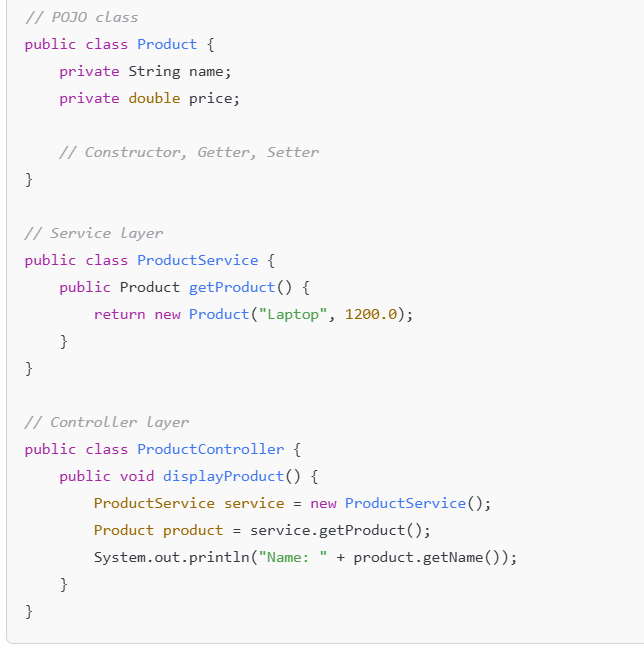 // POJO class
public class Product {
    private String name;
    private double price;

    // Constructor, Getter, Setter
}

// Service layer
public class ProductService {
    public Product getProduct() {
        return new Product("Laptop", 1200.0);
    }
}

// Controller layer
public class ProductController {
    public void displayProduct() {
        ProductService service = new ProductService();
        Product product = service.getProduct();
        System.out.println("Name: " + product.getName());
    }
}